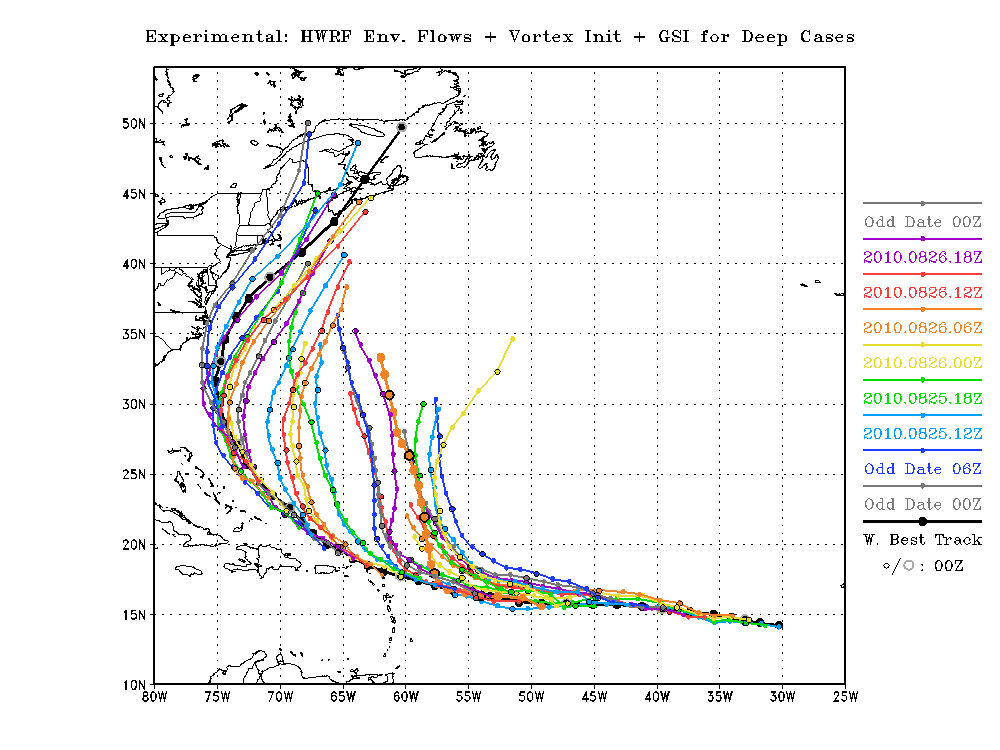 Experimental: HWRF Env. Flows + Vortex Init + GSI for Deep Cases
50N
45N
40N
35N
30N
25N
20N
15N
10N
80W 75W 70W 65W 60W 55W 50W 45W 40W 35W 30W 25W
Odd Date 00Z
2010.0826.18Z
2010.0826.12Z
2010.0826.06Z
2010.0826.00Z
2010.0825.18Z
2010.0825.12Z
Odd Date 06Z
Odd Date 00Z
W. Best Track
o/O: 00Z